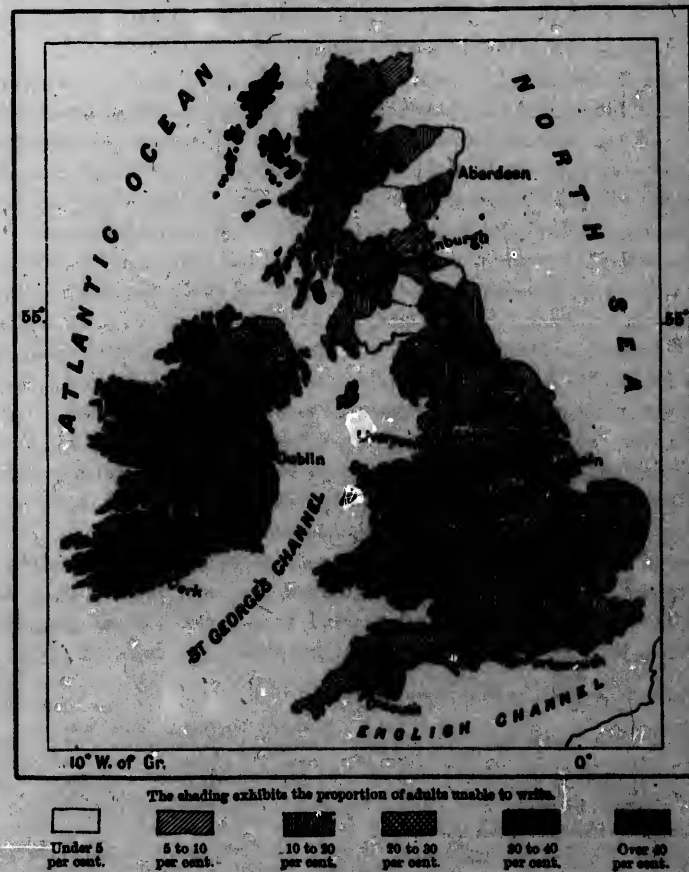 ATLANTIC OCEAN
NORTH SEA
Aberdeen
inburgh
55°
55°
Dublin
Cork
ST GEORGE'S CHANNEL
ENGLISH CHANNEL
10° W. of Gr.
0°
The shading exhibits the proportion of adults unable to write.
Under 5 per cent.
5 to 10 per cent.
10 to 20 per cent.
20 to 30 per cent.
30 to 40 per cent.
Over 40 per cent.